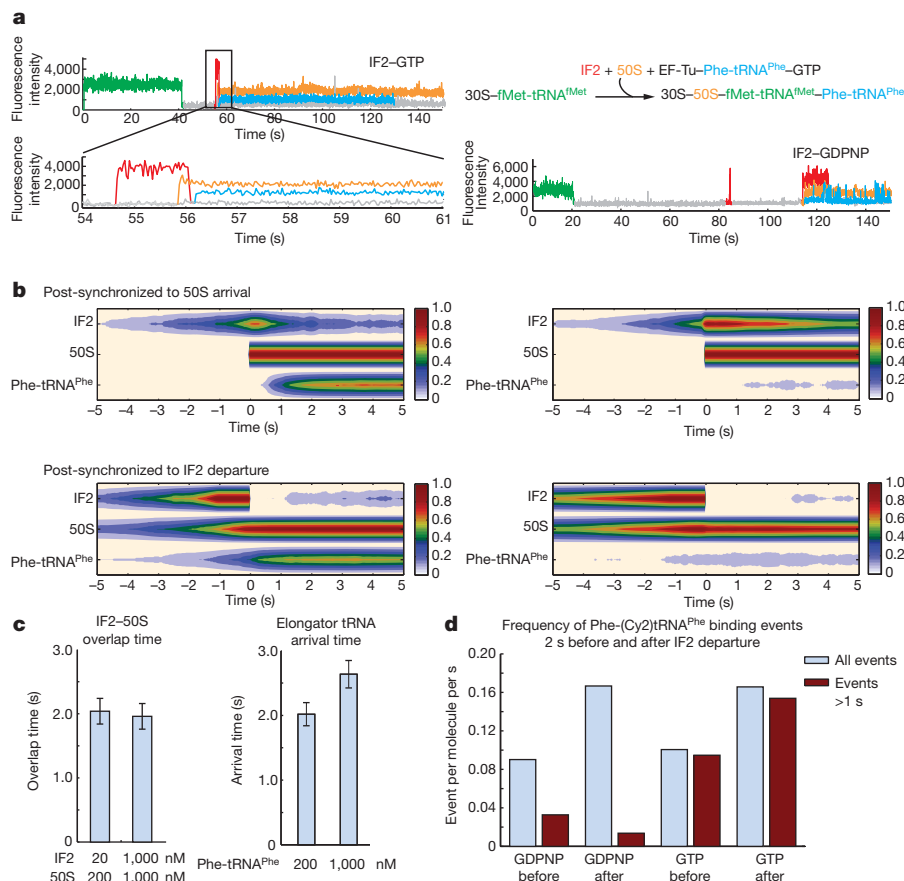 a
IF2–GTP
Fluorescence
intensity
4,000
2,000
0
0 20 40 60 80 100 120 140
Time (s)
IF2 + 50S + EF-Tu–Phe-tRNAᴾʰᵉ–GTP
30S–fMet-tRNAᶠᴹᵉᵗ
30S–50S–fMet-tRNAᶠᴹᵉᵗ–Phe-tRNAᴾʰᵉ
Fluorescence
intensity
4,000
2,000
0
54 55 56 57 58 59 60 61
Time (s)
IF2–GDPNP
Fluorescence
Intensity
6,000
4,000
2,000
0
0 20 40 60 80 100 120 140
Time (s)
b
Post-synchronized to 50S arrival
IF2
50S
Phe-tRNAᴾʰᵉ
–5 –4 –3 –2 –1 0 1 2 3 4 5
Time (s)
1.0
0.8
0.6
0.4
0.2
0
IF2
50S
Phe-tRNAᴾʰᵉ
–5 –4 –3 –2 –1 0 1 2 3 4 5
Time (s)
1.0
0.8
0.6
0.4
0.2
0
Post-synchronized to IF2 departure
IF2
50S
Phe-tRNAᴾʰᵉ
–5 –4 –3 –2 –1 0 1 2 3 4 5
Time (s)
1.0
0.8
0.6
0.4
0.2
0
IF2
50S
Phe-tRNAᴾʰᵉ
–5 –4 –3 –2 –1 0 1 2 3 4 5
Time (s)
1.0
0.8
0.6
0.4
0.2
0
c
IF2–50S
overlap time
Overlap time (s)
3.0
2.0
1.0
0
IF2 20 1,000 nM
50S 200 1,000 nM
Elongator tRNA
arrival time
Arrival time (s)
3.0
2.0
1.0
0
Phe-tRNAᴾʰᵉ 200 1,000 nM
d
Frequency of Phe-(Cy2)tRNAᴾʰᵉ binding events
2 s before and after IF2 departure
All events
Events
>1 s
Event per molecule per s
0.16
0.12
0.08
0.04
0
GDPNP
before
GDPNP
after
GTP
before
GTP
after